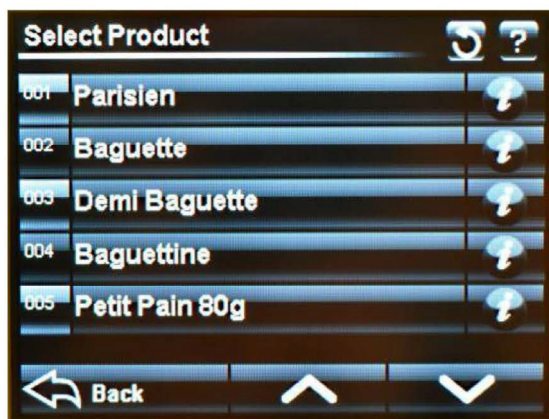 Select Product
?
001 Parisien i
002 Baguette i
003 Demi Baguette i
004 Baguettine i
005 Petit Pain 80g i
Back